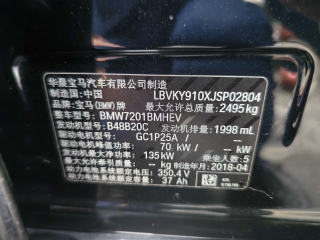 华晨宝马汽车有限公司制造
制造国: 中国 LBVKY910XJSP02804
品牌: 宝马(BMW)牌 最大允许总质量: 2495 kg
整车型号: BMW7201BMHEV
发动机型号: B48B20C 发动机排量: 1998 mL
驱动电机型号: GC1P25A /
驱动电机峰值功率: 70 kW/ -- kW
发动机最大净功率: 135 kW 乘坐人数: 5
动力电池系统额定电压: 350.4 V 制造年月: 2018-04
动力电池系统额定容量: 37 Ah